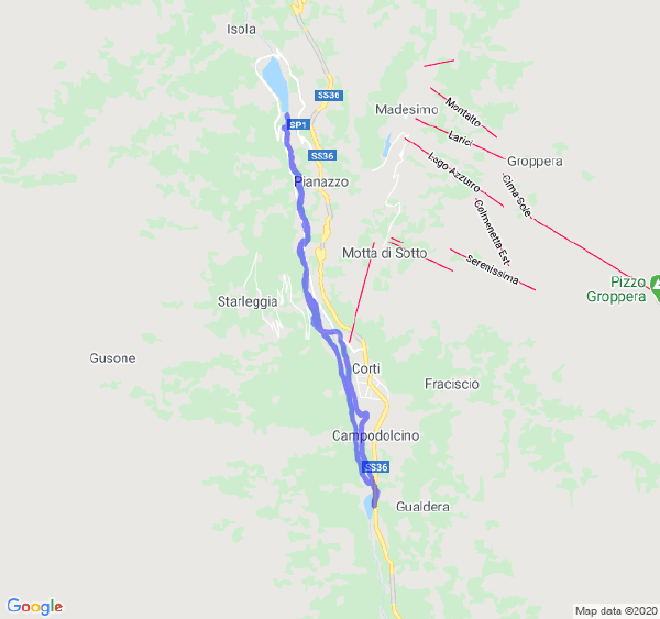 Isola
SS36
Madesimo
Montalto
SP1
Larici
SS36
Groppera
Lago Azzurro
Pianazzo
Cima Sole
Colmenetta Est
Motta di Sotto
Serenissima
Pizzo
Groppera
Starleggia
Gusone
Corti
Fraciscio
Campodolcino
SS36
Gualdera
Google
Map data ©2020